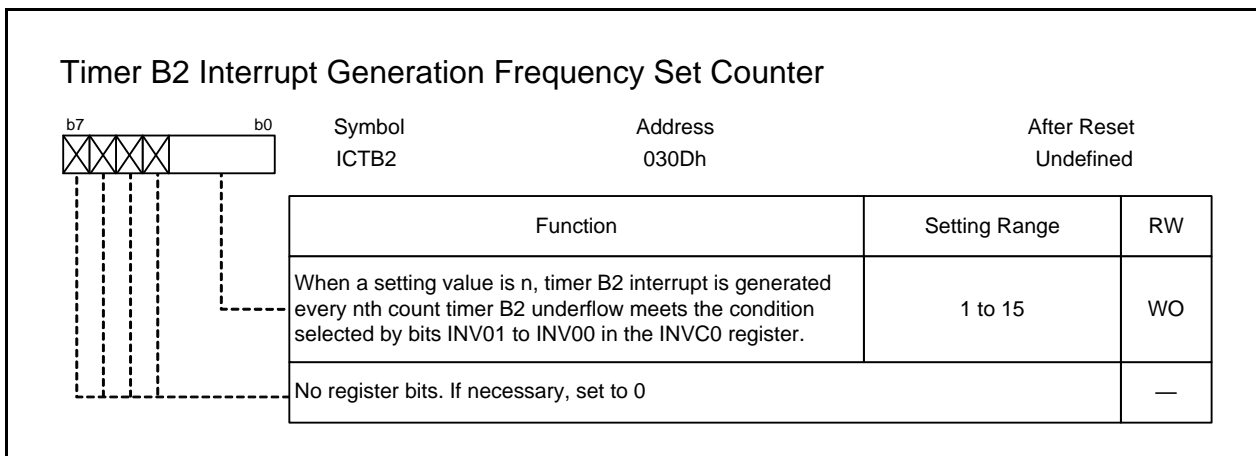 Timer B2 Interrupt Generation Frequency Set Counter
b7 b0 Symbol Address After Reset
ICTB2 030Dh Undefined
Function Setting Range RW
When a setting value is n, timer B2 interrupt is generated
every nth count timer B2 underflow meets the condition
selected by bits INV01 to INV00 in the INVC0 register.
1 to 15 WO
No register bits. If necessary, set to 0 —